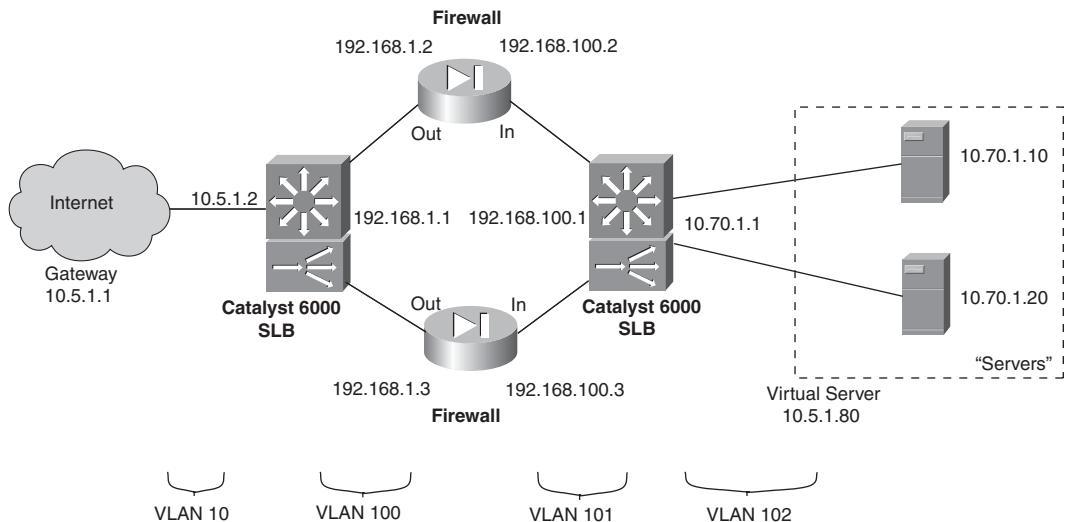 Firewall
192.168.1.2
192.168.100.2
Out
In
Internet
10.5.1.2
192.168.1.1
192.168.100.1
10.70.1.1
10.70.1.10
Gateway
10.5.1.1
Catalyst 6000
SLB
Out
In
Catalyst 6000
SLB
10.70.1.20
192.168.1.3
192.168.100.3
Firewall
“Servers”
Virtual Server
10.5.1.80
VLAN 10
VLAN 100
VLAN 101
VLAN 102